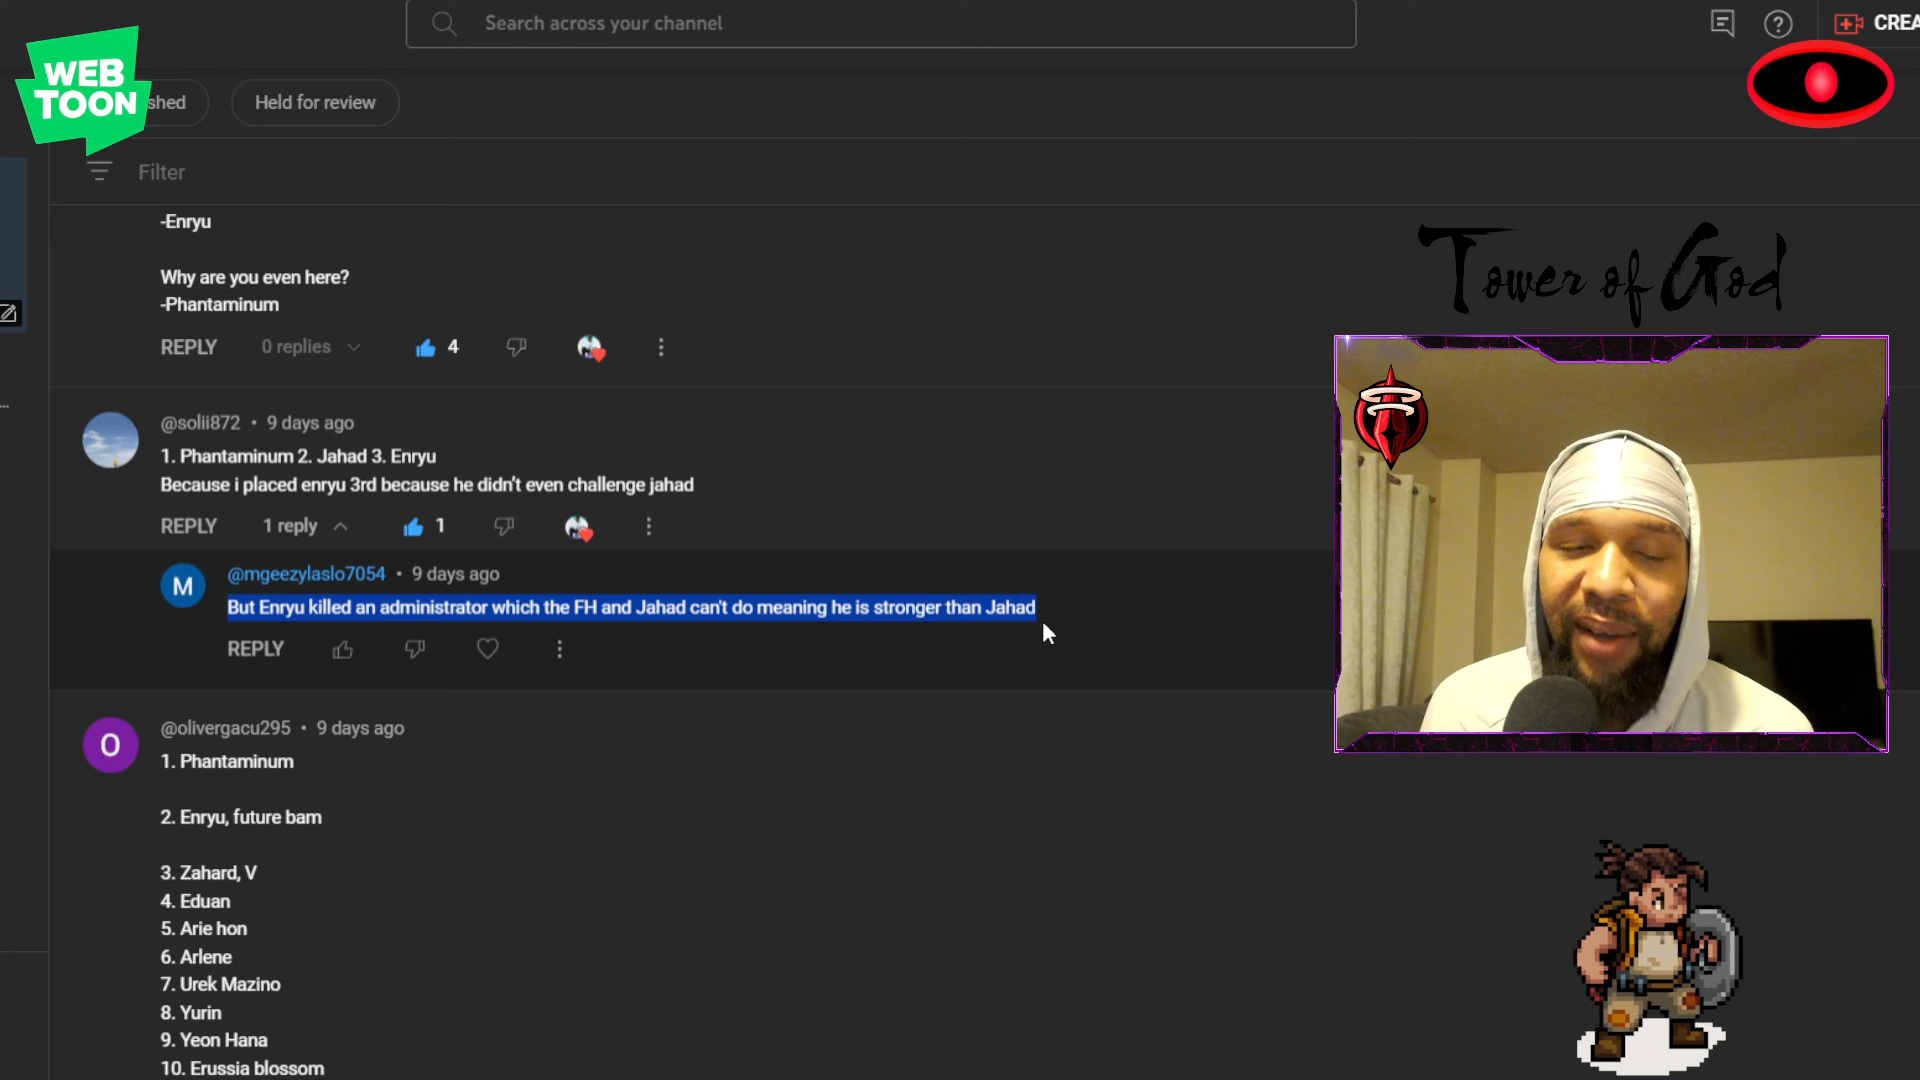 Search across your channel
CREA
WEB
TOON
shed
Held for review
Filter
-Enryu
Why are you even here?
-Phantaminum
REPLY 0 replies 4
Tower of God
@solii872 • 9 days ago
1. Phantaminum 2. Jahad 3. Enryu
Because i placed enryu 3rd because he didn't even challenge jahad
REPLY 1 reply 1
M
@mgeezylaslo7054 • 9 days ago
But Enryu killed an administrator which the FH and Jahad can't do meaning he is stronger than Jahad
REPLY
O
@olivergacu295 • 9 days ago
1. Phantaminum
2. Enryu, future bam
3. Zahard, V
4. Eduan
5. Arie hon
6. Arlene
7. Urek Mazino
8. Yurin
9. Yeon Hana
10. Erussia blossom